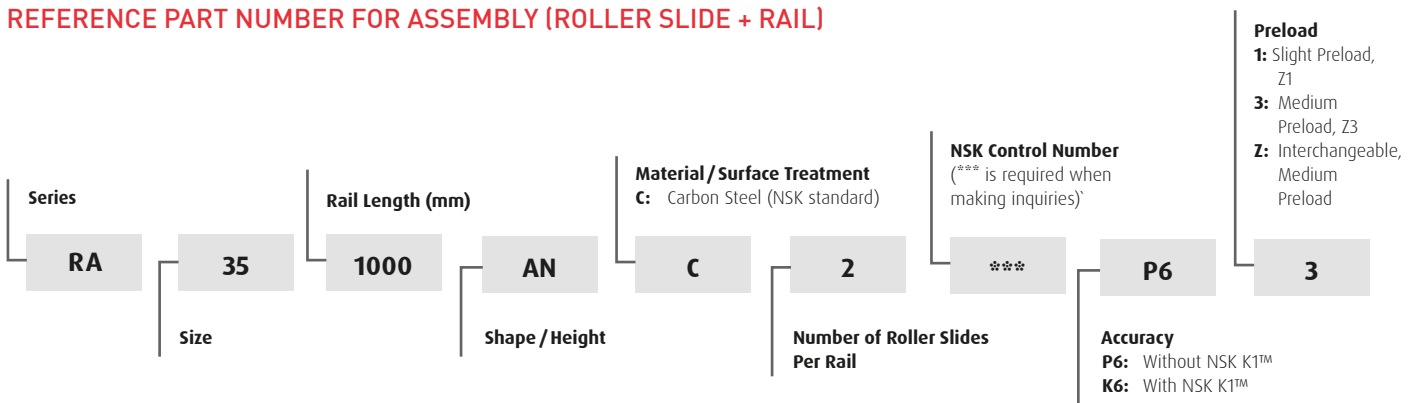 REFERENCE PART NUMBER FOR ASSEMBLY (ROLLER SLIDE + RAIL)
Preload
1: Slight Preload,
Z1
3: Medium
Preload, Z3
Z: Interchangeable,
Medium
Preload
NSK Control Number
(*** is required when
making inquiries)`
Material / Surface Treatment
C: Carbon Steel (NSK standard)
Series
Rail Length (mm)
RA
35
1000
AN
C
2
***
P6
3
Size
Shape / Height
Number of Roller Slides
Per Rail
Accuracy
P6: Without NSK K1™
K6: With NSK K1™